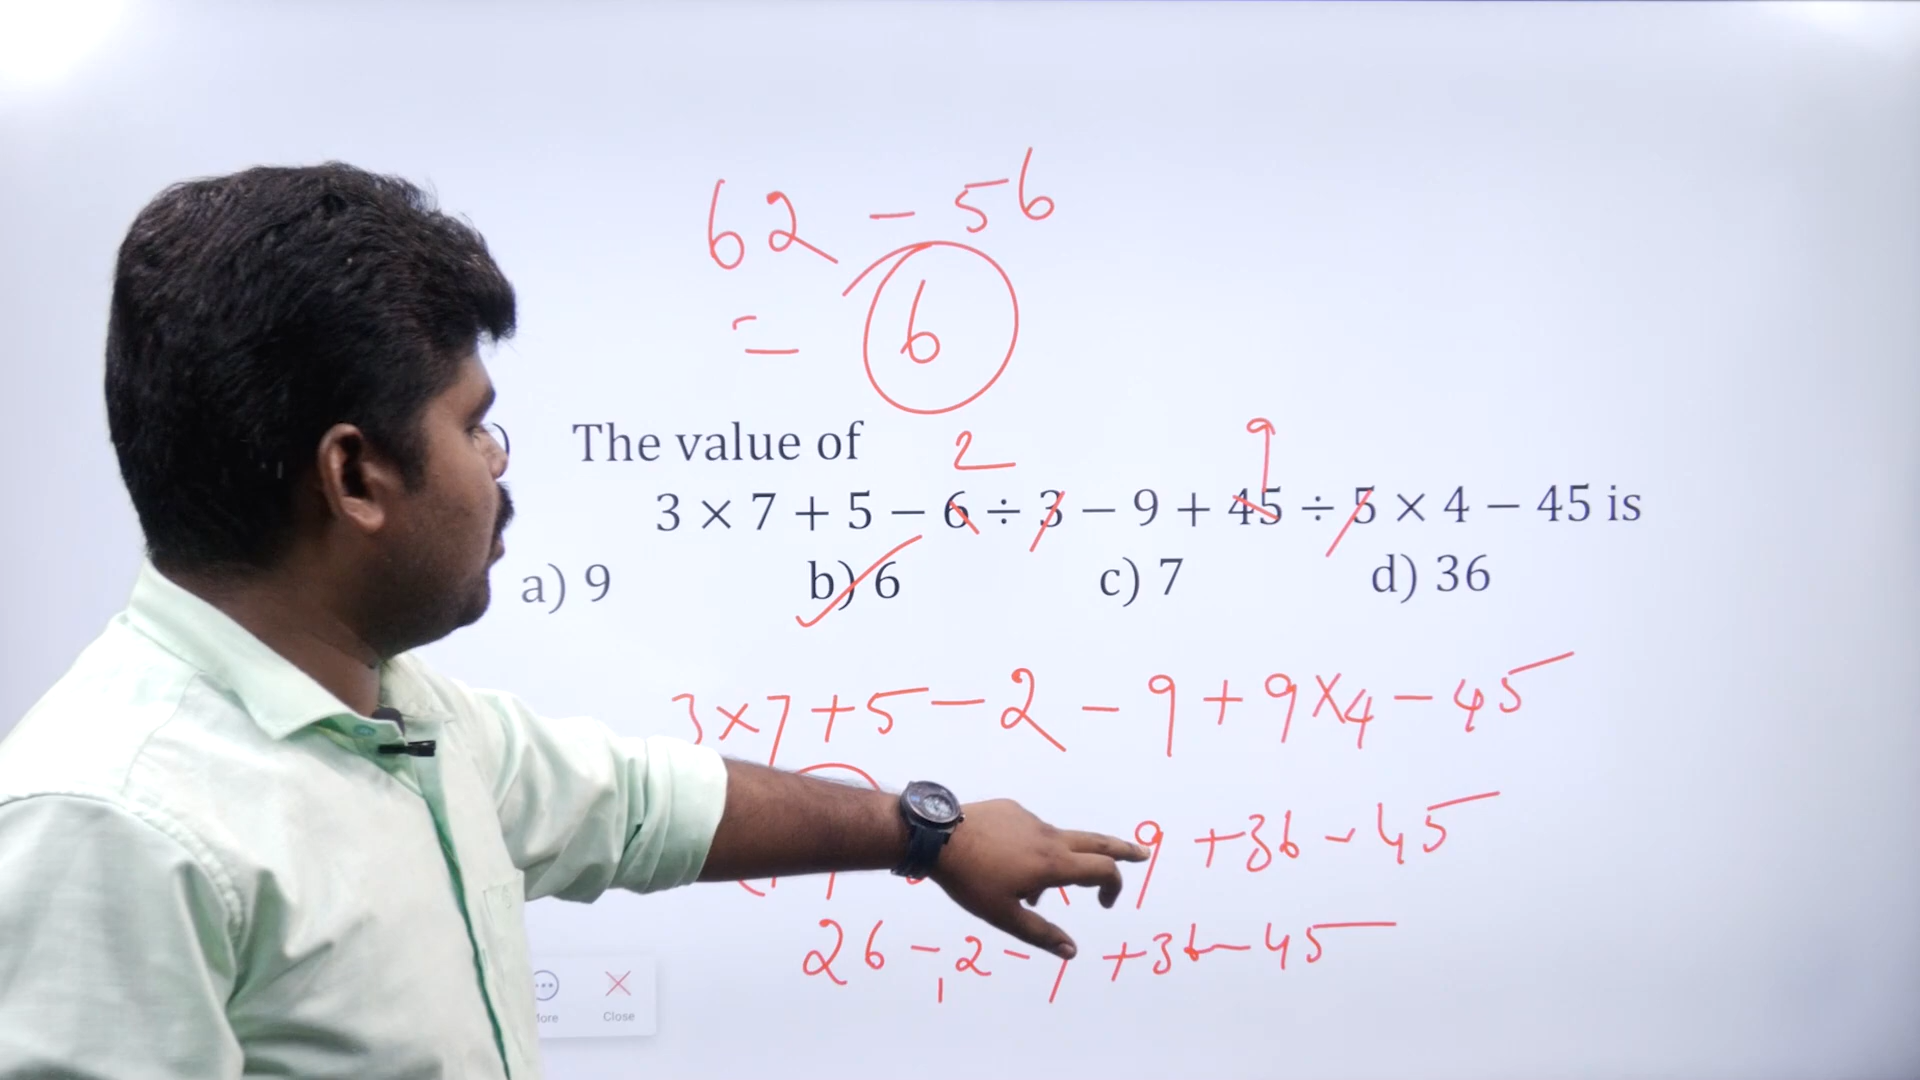 62 - 56
= 6
The value of
2 9
3 × 7 + 5 − 6 ÷ 3 − 9 + 45 ÷ 5 × 4 − 45 is
a) 9 b) 6 c) 7 d) 36
3×7+5-2-9+9×4-45
9 +36-45
26-2-9+36-45
Close